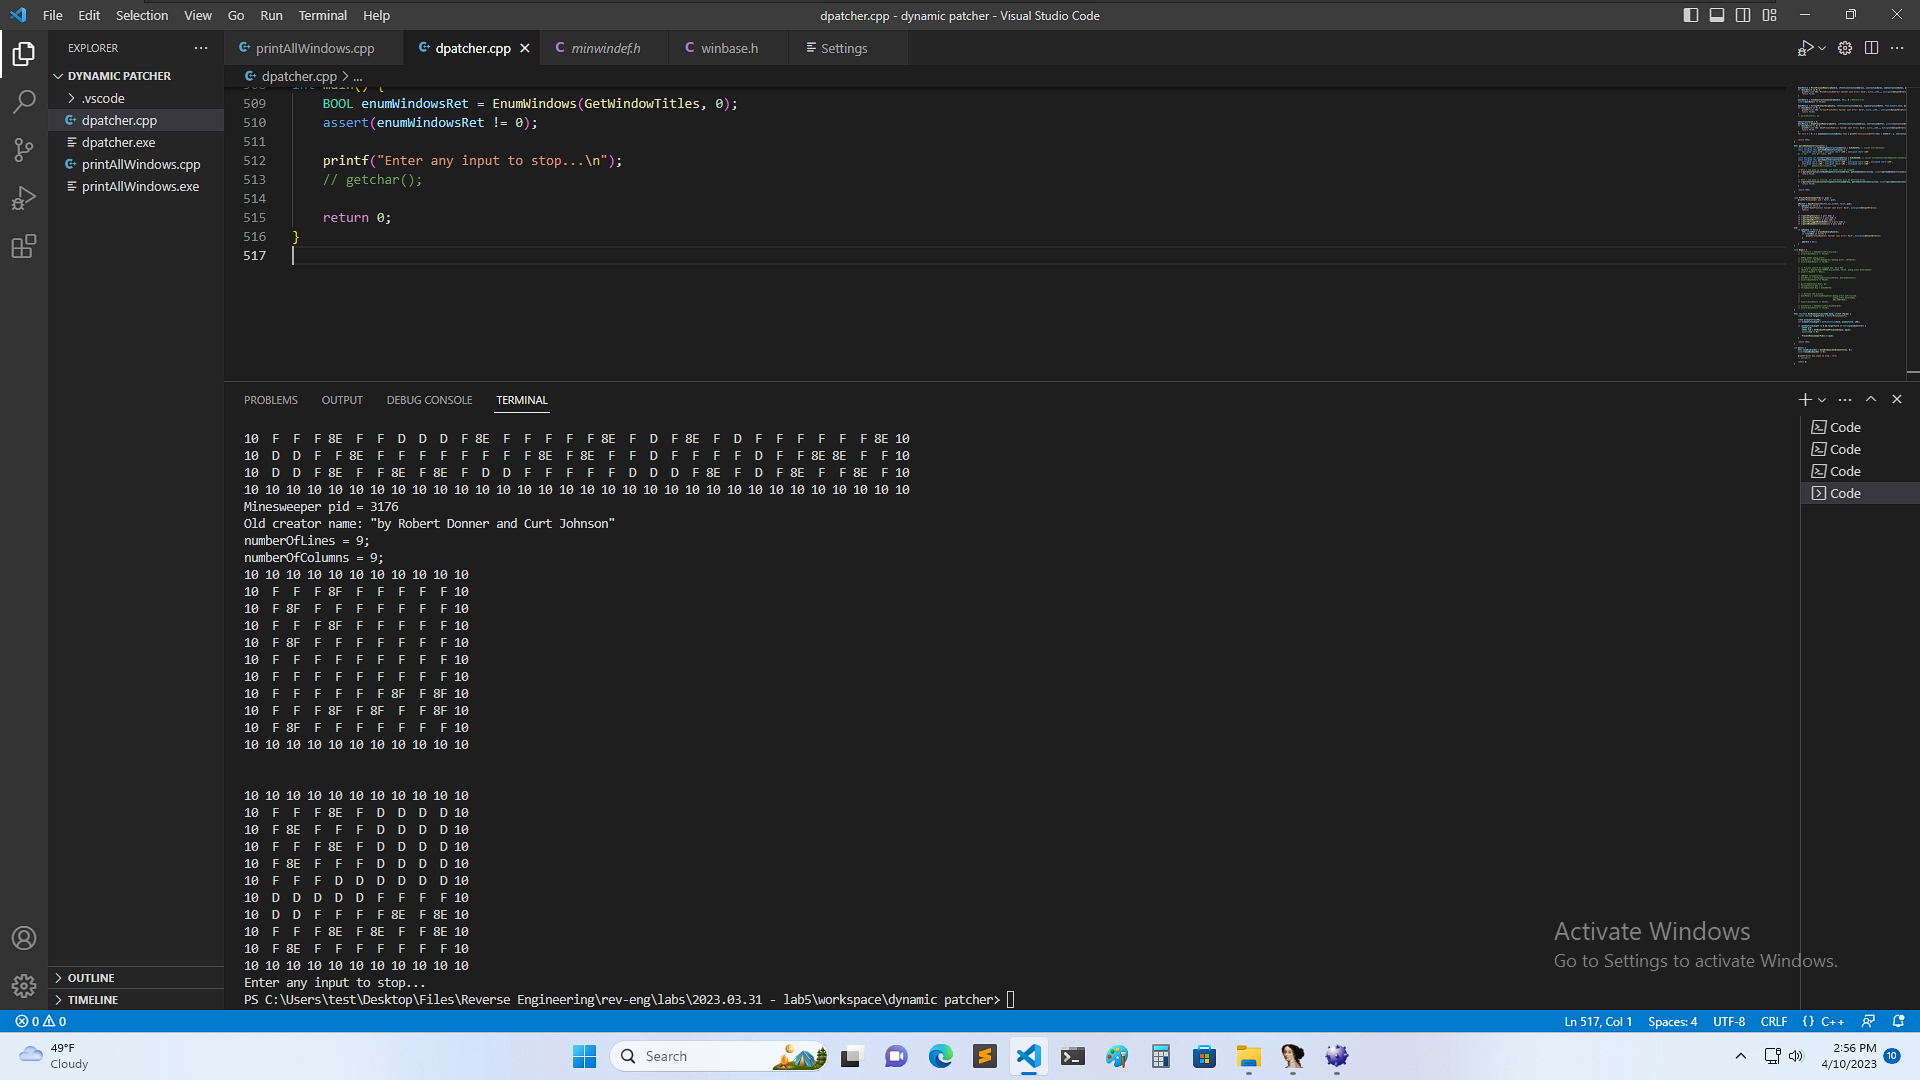 File Edit Selection View Go Run Terminal Help
dpatcher.cpp - dynamic patcher - Visual Studio Code
EXPLORER
printAllWindows.cpp
dpatcher.cpp
minwindef.h
winbase.h
Settings
DYNAMIC PATCHER
.vscode
dpatcher.cpp
dpatcher.exe
printAllWindows.cpp
printAllWindows.exe
dpatcher.cpp > ...
509 BOOL enumWindowsRet = EnumWindows(GetWindowTitles, 0);
510 assert(enumWindowsRet != 0);
511
512 printf("Enter any input to stop...\n");
513 // getchar();
514
515 return 0;
516 }
517
PROBLEMS OUTPUT DEBUG CONSOLE TERMINAL
10 F F F 8E F F D D D F 8E F F F F F 8E F D F 8E F D F F F F F F 8E 10
10 D D F F 8E F F F F F F F F 8E F 8E F F D F F F F D F F 8E 8E F F 10
10 D D F 8E F F 8E F 8E F D D F F F F F D D D F 8E F D F 8E F F 8E F 10
10 10 10 10 10 10 10 10 10 10 10 10 10 10 10 10 10 10 10 10 10 10 10 10 10 10 10 10 10 10 10 10
Minesweeper pid = 3176
Old creator name: "by Robert Donner and Curt Johnson"
numberOfLines = 9;
numberOfColumns = 9;
10 10 10 10 10 10 10 10 10 10 10
10 F F F 8F F F F F F 10
10 F 8F F F F F F F F 10
10 F F F 8F F F F F F 10
10 F 8F F F F F F F F 10
10 F F F F F F F F F 10
10 F F F F F F F F F 10
10 F F F F F F 8F F 8F 10
10 F F F 8F F 8F F F 8F 10
10 F 8F F F F F F F F 10
10 10 10 10 10 10 10 10 10 10 10
10 10 10 10 10 10 10 10 10 10 10
10 F F F 8E F D D D D 10
10 F 8E F F F D D D D 10
10 F F F 8E F D D D D 10
10 F 8E F F F D D D D 10
10 F F F D D D D D D 10
10 D D D D D F F F F 10
10 D D F F F F 8E F 8E 10
10 F F F 8E F 8E F F 8E 10
10 F 8E F F F F F F F 10
10 10 10 10 10 10 10 10 10 10 10
Enter any input to stop...
PS C:\Users\test\Desktop\Files\Reverse Engineering\rev-eng\labs\2023.03.31 - lab5\workspace\dynamic patcher>
Code
Code
Code
Code
Activate Windows
Go to Settings to activate Windows.
OUTLINE
TIMELINE
0 0
Ln 517, Col 1 Spaces: 4 UTF-8 CRLF {} C++
49°F
Cloudy
Search
2:56 PM
4/10/2023
10